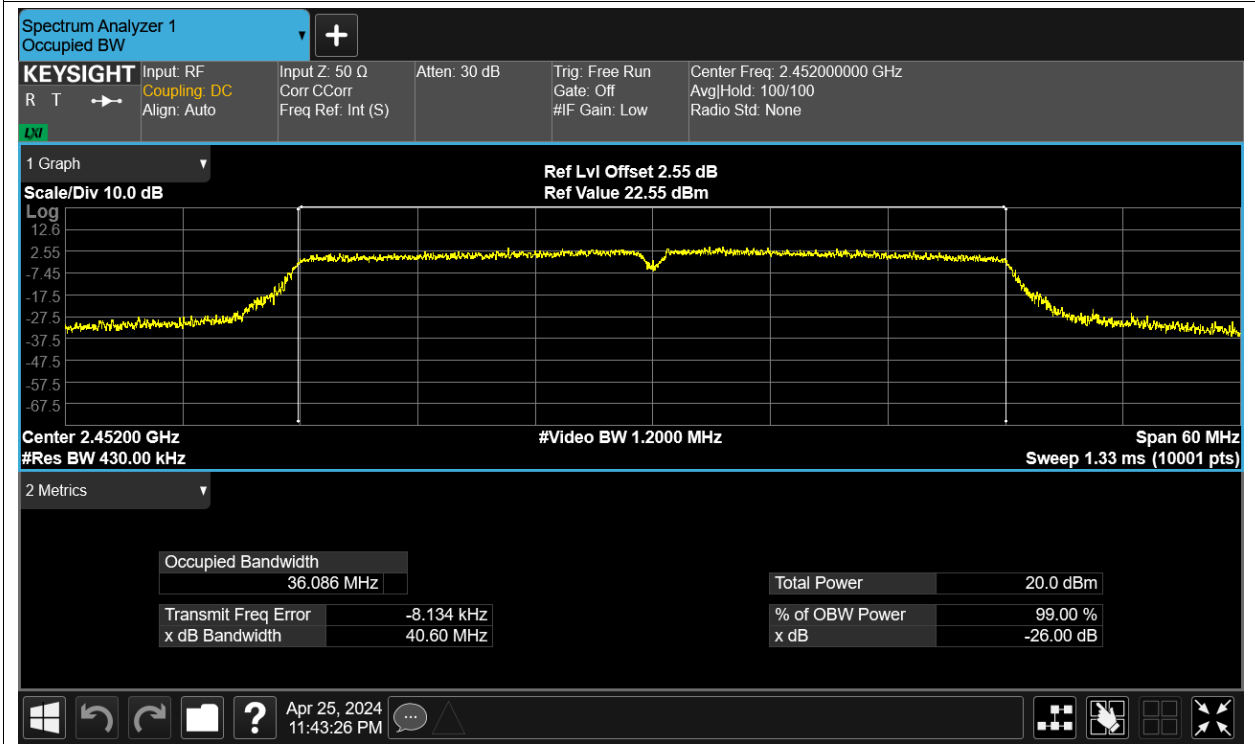 Spectrum Analyzer 1
Occupied BW
KEYSIGHT
R T
LXI
Input: RF
Coupling: DC
Align: Auto
Input Z: 50 Ω
Corr CCorr
Freq Ref: Int (S)
Atten: 30 dB
Trig: Free Run
Gate: Off
#IF Gain: Low
Center Freq: 2.452000000 GHz
Avg|Hold: 100/100
Radio Std: None
1 Graph
Scale/Div 10.0 dB
Ref Lvl Offset 2.55 dB
Ref Value 22.55 dBm
Log
12.6
2.55
-7.45
-17.5
-27.5
-37.5
-47.5
-57.5
-67.5
Center 2.45200 GHz
#Res BW 430.00 kHz
#Video BW 1.2000 MHz
Span 60 MHz
Sweep 1.33 ms (10001 pts)
2 Metrics
Occupied Bandwidth
36.086 MHz
Transmit Freq Error -8.134 kHz
x dB Bandwidth 40.60 MHz
Total Power 20.0 dBm
% of OBW Power 99.00 %
x dB -26.00 dB
?
Apr 25, 2024
11:43:26 PM